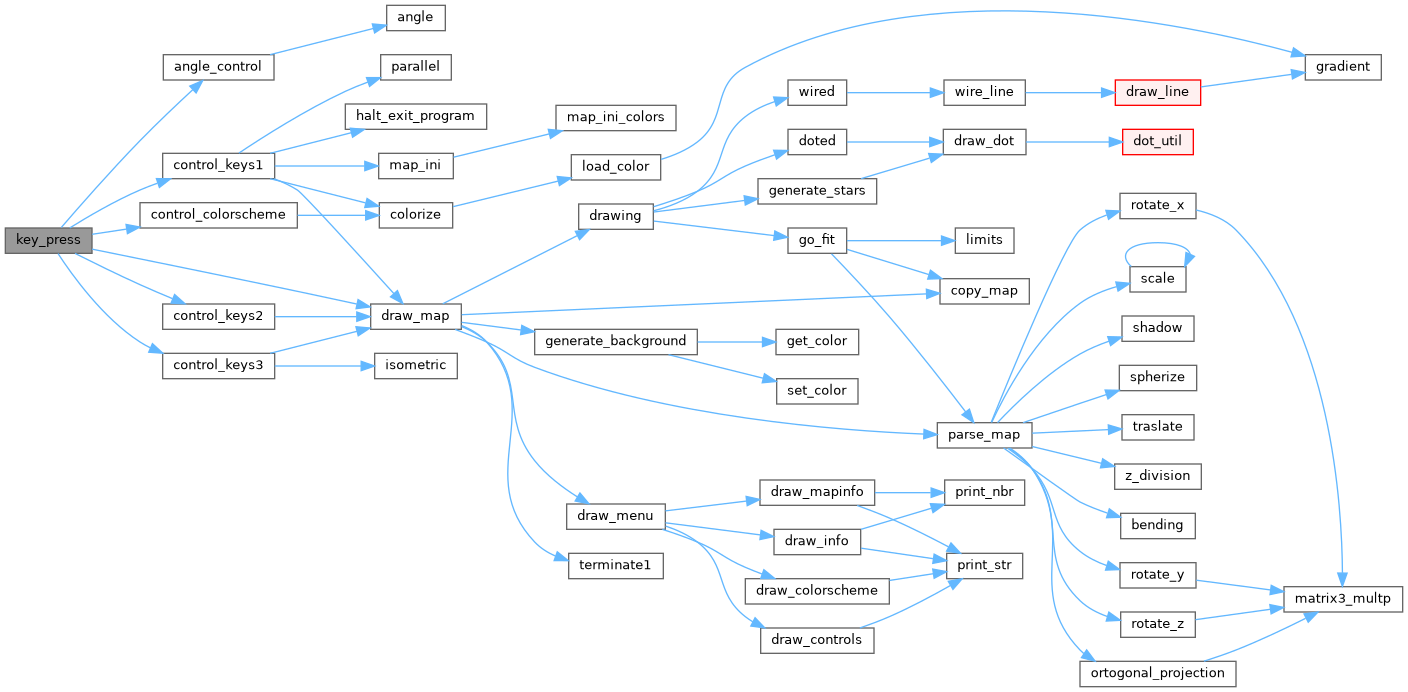 key_press
angle_control
angle
control_keys1
parallel
halt_exit_program
map_ini
map_ini_colors
colorize
load_color
gradient
control_colorscheme
draw_map
drawing
wired
wire_line
draw_line
doted
draw_dot
dot_util
generate_stars
go_fit
limits
copy_map
parse_map
rotate_x
scale
shadow
spherize
traslate
z_division
bending
rotate_y
rotate_z
ortogonal_projection
matrix3_multp
generate_background
get_color
set_color
draw_menu
draw_mapinfo
print_nbr
draw_info
print_str
draw_colorscheme
draw_controls
terminate1
control_keys2
control_keys3
isometric